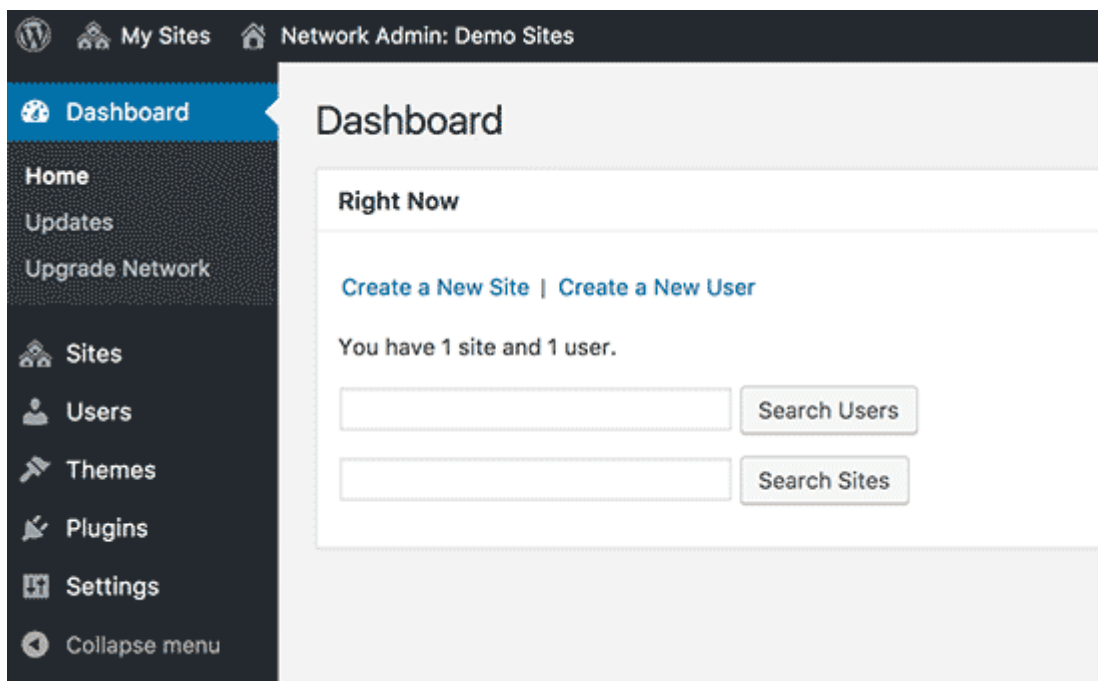 My Sites Network Admin: Demo Sites
Dashboard
Home
Updates
Upgrade Network
Sites
Users
Themes
Plugins
Settings
Collapse menu
Dashboard
Right Now
Create a New Site | Create a New User
You have 1 site and 1 user.
Search Users
Search Sites